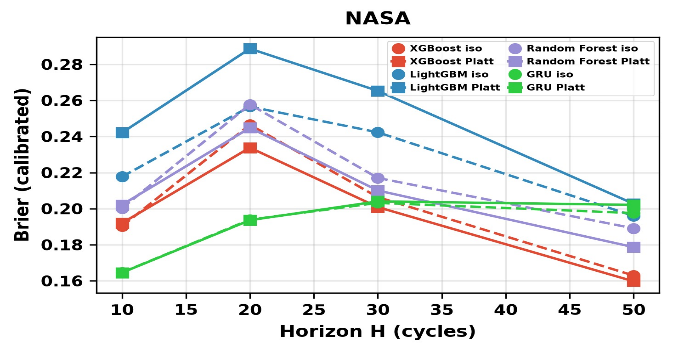 NASA
XGBoost iso
XGBoost Platt
LightGBM iso
LightGBM Platt
Random Forest iso
Random Forest Platt
GRU iso
GRU Platt
Brier (calibrated)
0.28
0.26
0.24
0.22
0.20
0.18
0.16
10 15 20 25 30 35 40 45 50
Horizon H (cycles)